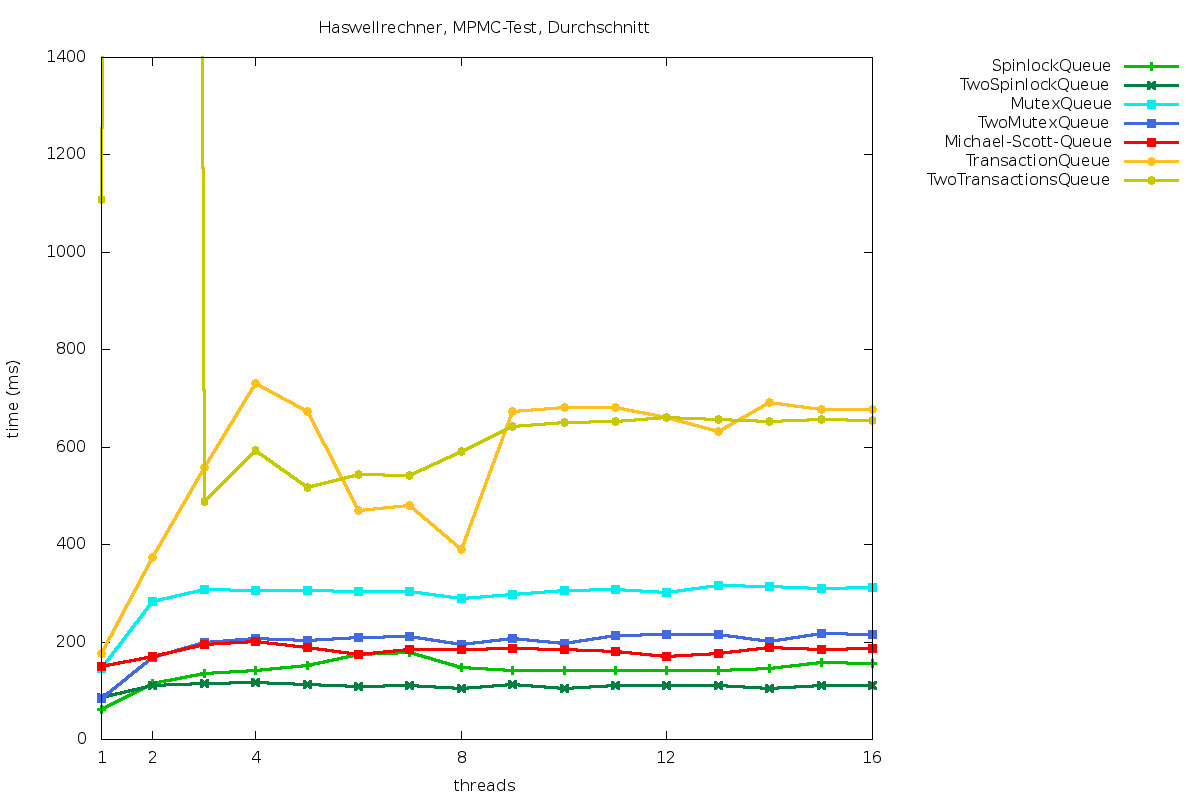 Haswellrechner, MPMC-Test, Durchschnitt
SpinlockQueue
TwoSpinlockQueue
MutexQueue
TwoMutexQueue
Michael-Scott-Queue
TransactionQueue
TwoTransactionsQueue
1400
1200
1000
800
600
400
200
0
time (ms)
1 2 4 8 12 16
threads